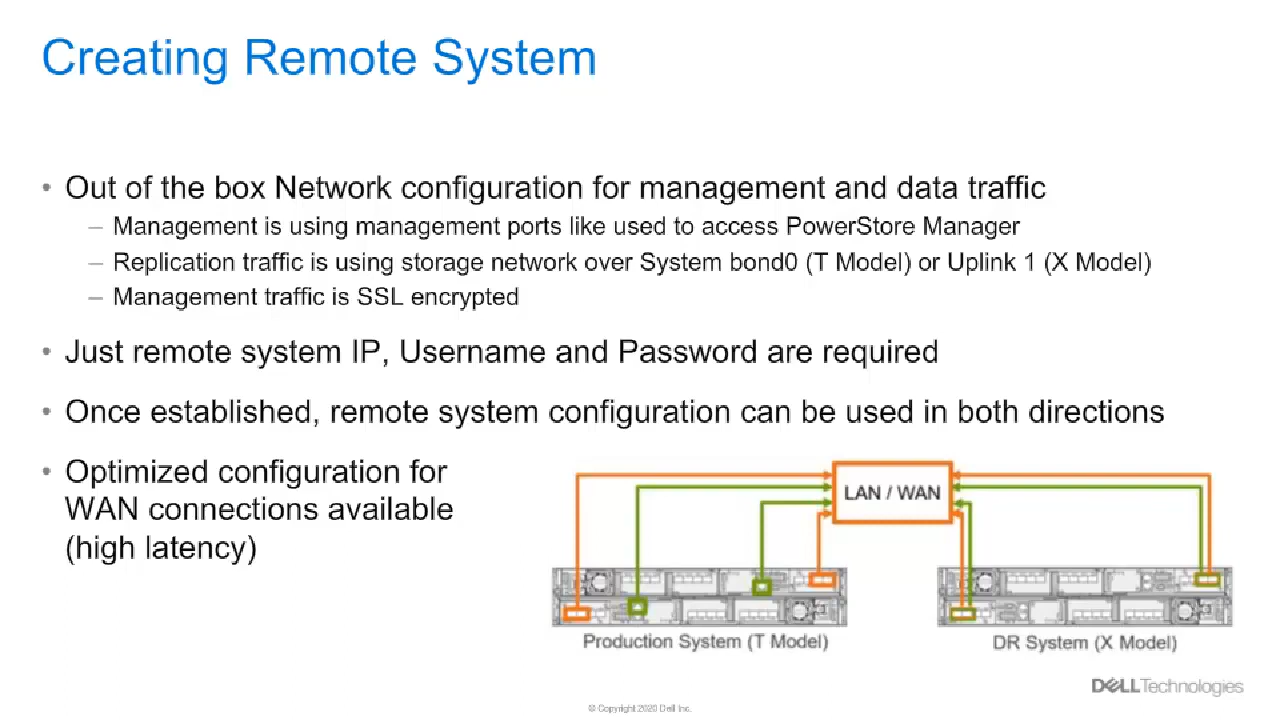 Creating Remote System
• Out of the box Network configuration for management and data traffic
– Management is using management ports like used to access PowerStore Manager
– Replication traffic is using storage network over System bond0 (T Model) or Uplink 1 (X Model)
– Management traffic is SSL encrypted
• Just remote system IP, Username and Password are required
• Once established, remote system configuration can be used in both directions
• Optimized configuration for
WAN connections available
(high latency)
LAN / WAN
Production System (T Model)
DR System (X Model)
DELLTechnologies
© Copyright 2020 Dell Inc.